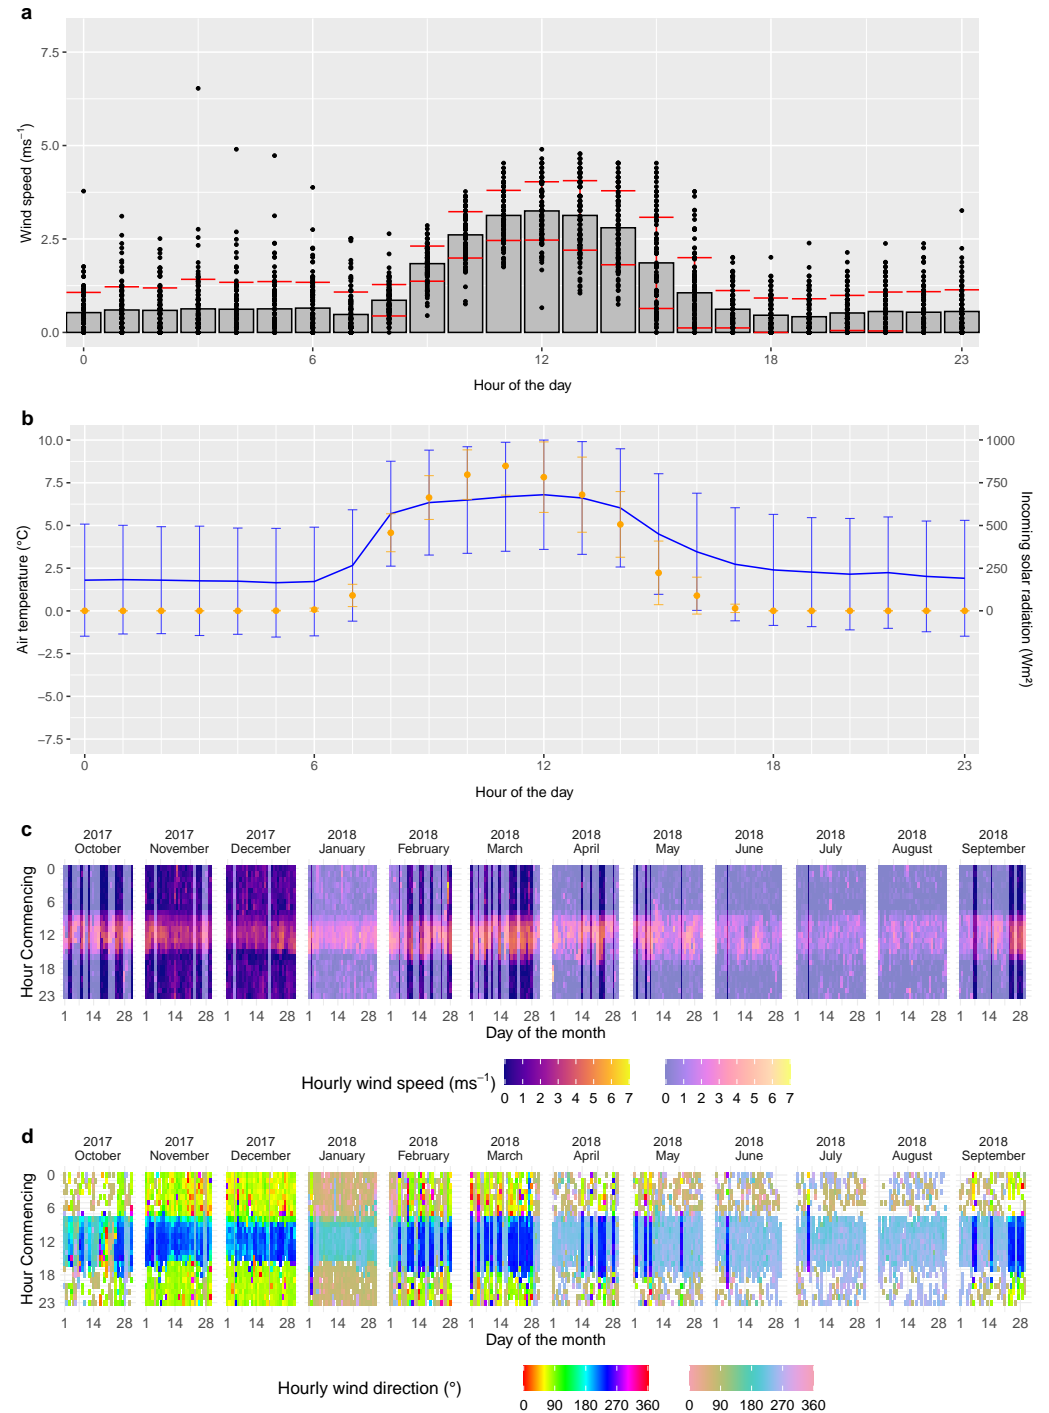 a
7.5
5.0
2.5
0.0
Wind speed (ms⁻¹)
0 6 12 18 23
Hour of the day
b
10.0
7.5
5.0
2.5
0.0
−2.5
−5.0
−7.5
Air temperature (°C)
1000
750
500
250
0
Incoming solar radiation (Wm²)
0 6 12 18 23
Hour of the day
c
2017 2017 2017 2018 2018 2018 2018 2018 2018 2018 2018 2018
October November December January February March April May June July August September
0
6
12
18
23
Hour Commencing
1 14 28 1 14 28 1 14 28 1 14 28 1 14 28 1 14 28 1 14 28 1 14 28 1 14 28 1 14 28 1 14 28 1 14 28
Day of the month
Hourly wind speed (ms⁻¹)
0 1 2 3 4 5 6 7 0 1 2 3 4 5 6 7
d
2017 2017 2017 2018 2018 2018 2018 2018 2018 2018 2018 2018
October November December January February March April May June July August September
0
6
12
18
23
Hour Commencing
1 14 28 1 14 28 1 14 28 1 14 28 1 14 28 1 14 28 1 14 28 1 14 28 1 14 28 1 14 28 1 14 28 1 14 28
Day of the month
Hourly wind direction (°)
0 90 180 270 360 0 90 180 270 360